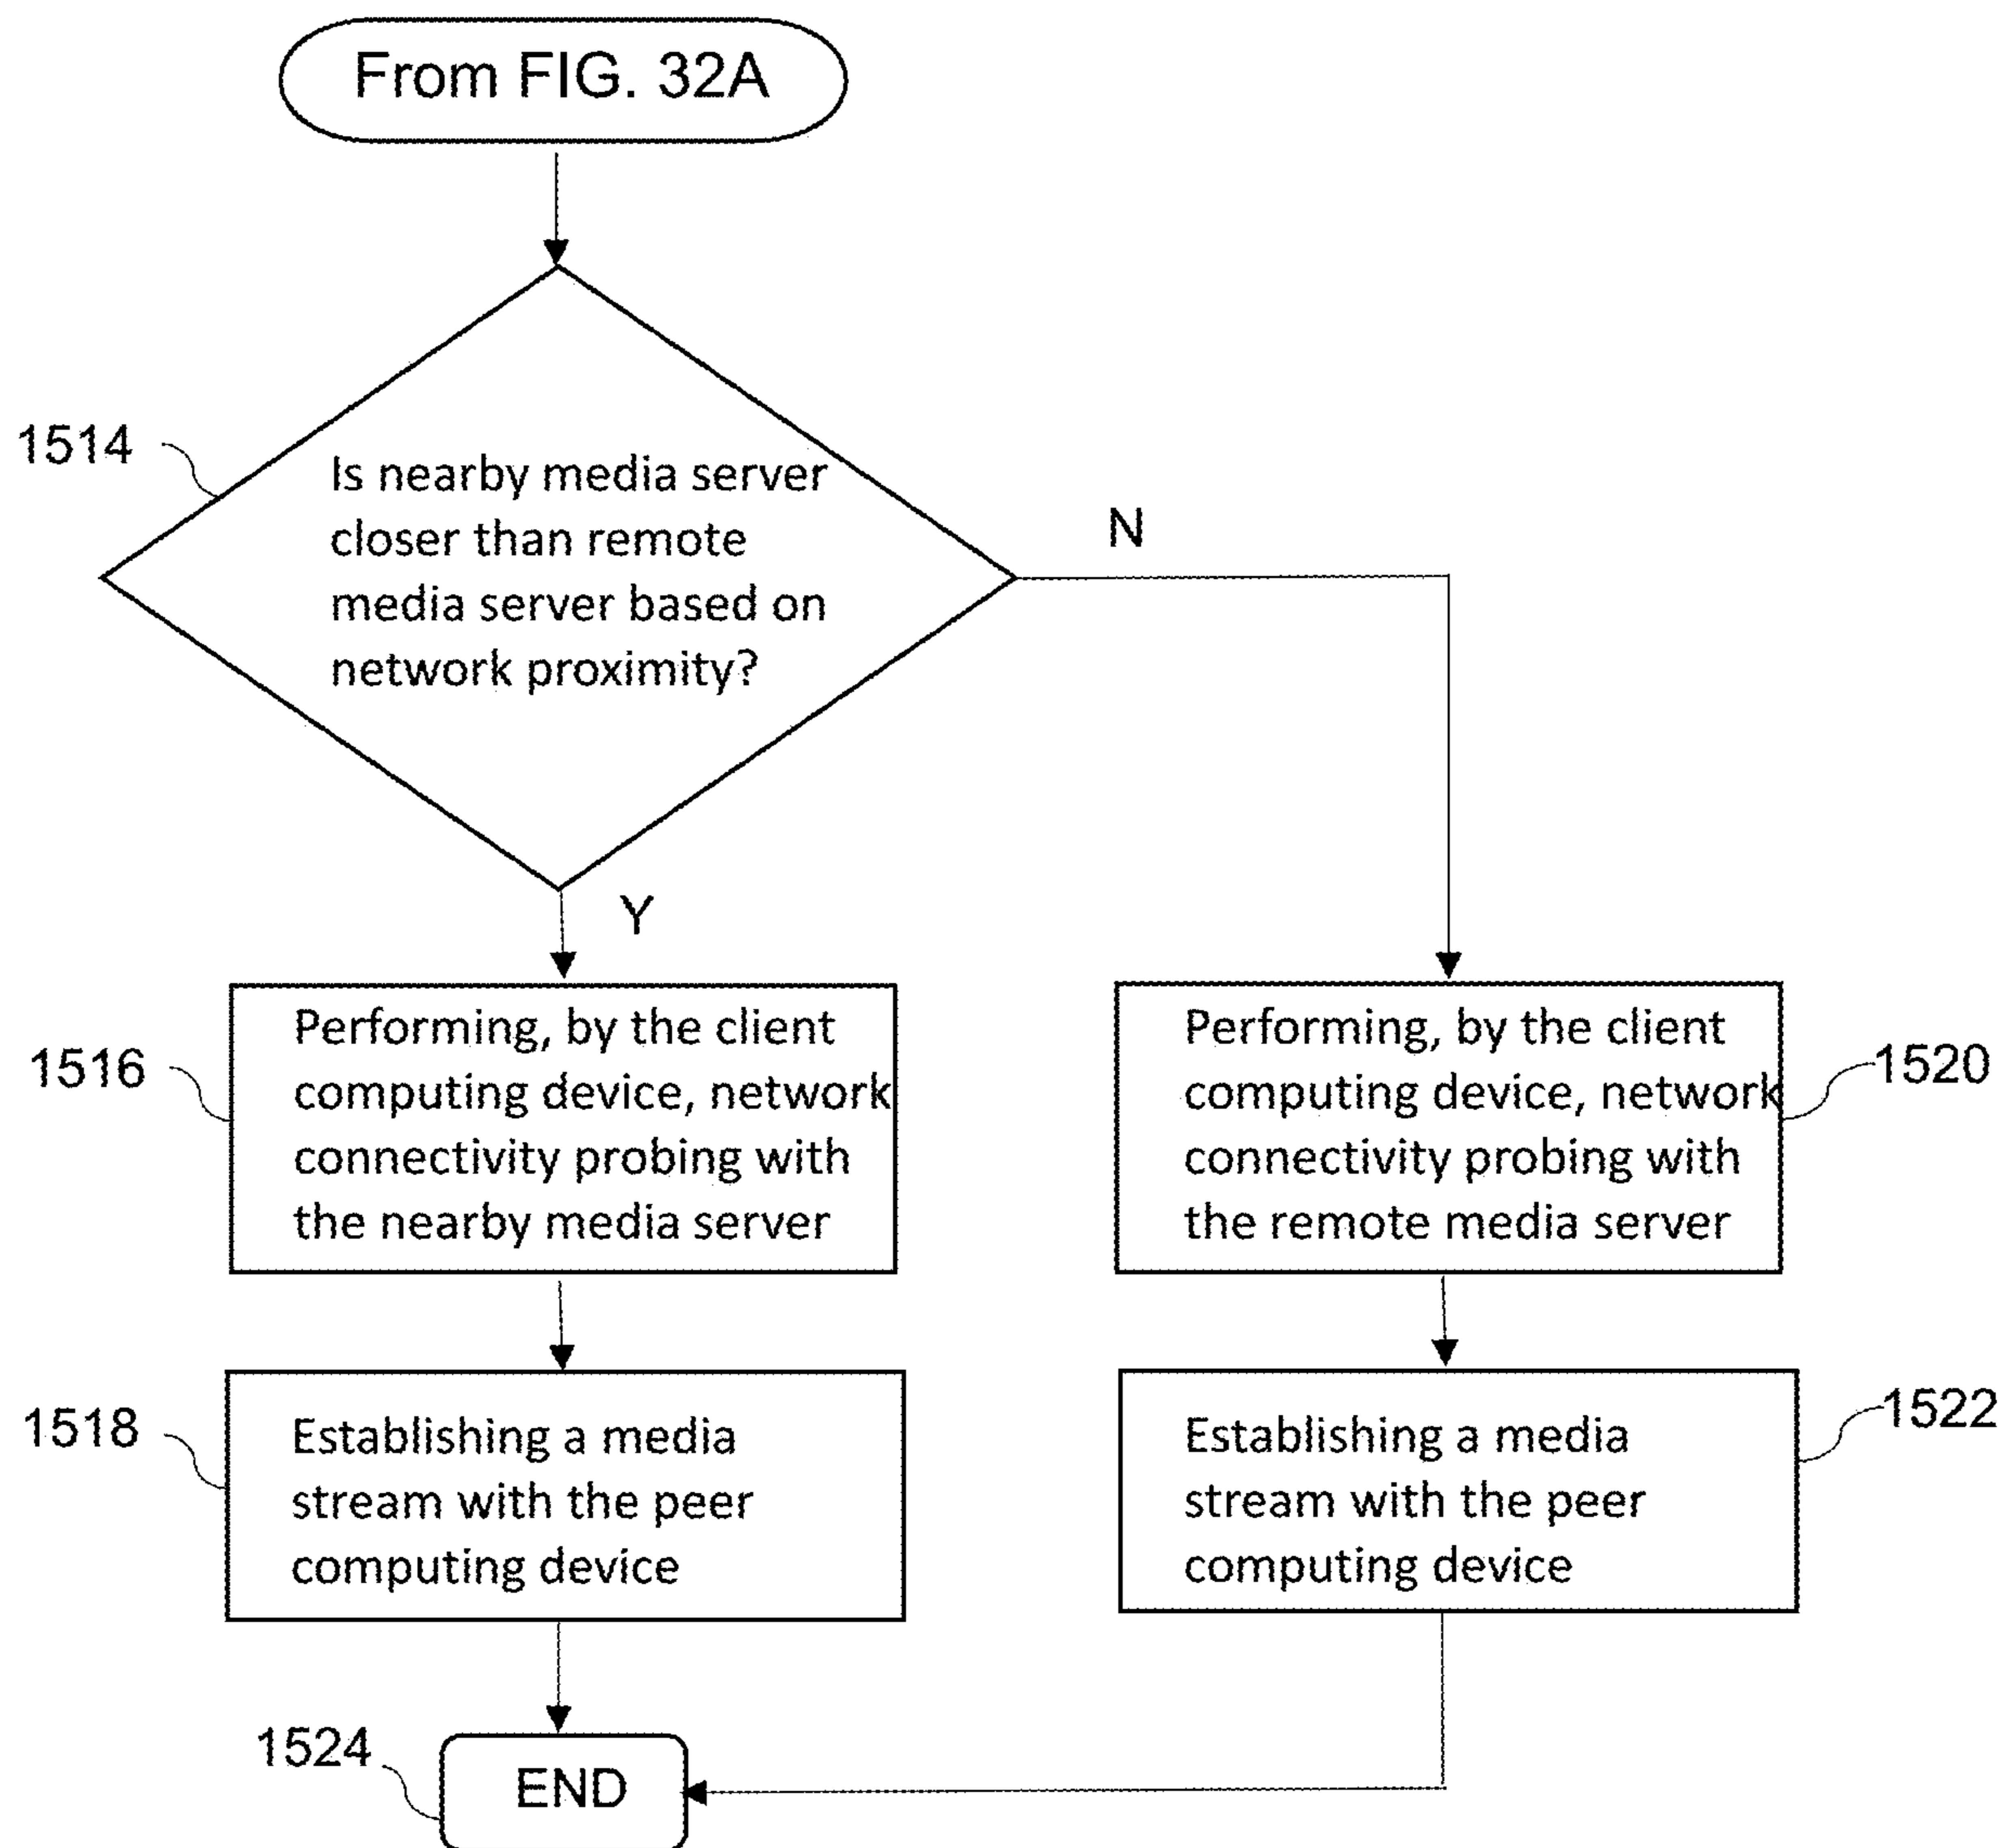 From FIG. 32A
1514
Is nearby media server
closer than remote
media server based on
network proximity?
N
Y
1516
Performing, by the client
computing device, network
connectivity probing with
the nearby media server
Performing, by the client
computing device, network
connectivity probing with
the remote media server
1520
1518
Establishing a media
stream with the peer
computing device
Establishing a media
stream with the peer
computing device
1522
1524
END